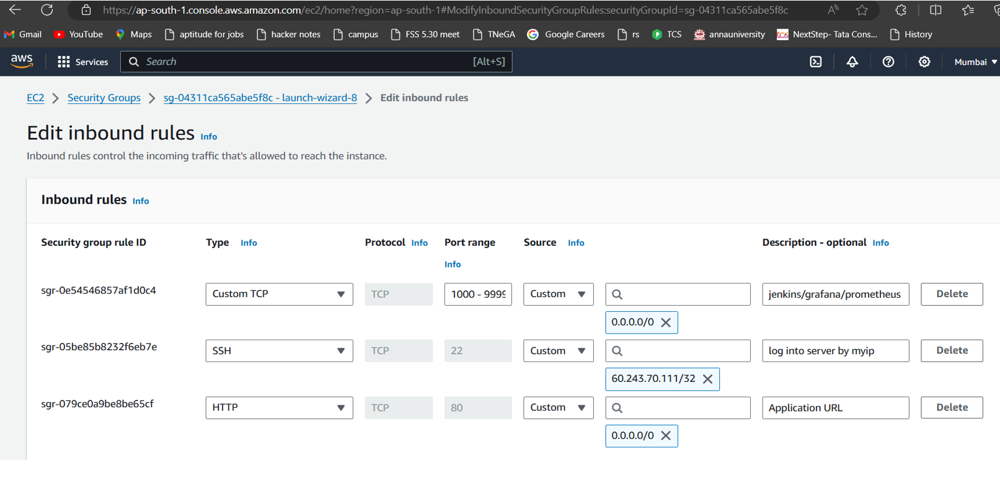 https://ap-south-1.console.aws.amazon.com/ec2/home?region=ap-south-1#ModifyInboundSecurityGroupRules:securityGroupId=sg-04311ca565abe5f8c
Gmail YouTube Maps aptitude for jobs hacker notes campus FSS 5.30 meet TNeGA Google Careers rs TCS annauniversity NextStep- Tata Cons... History
aws Services Search [Alt+S] Mumbai
EC2 Security Groups sg-04311ca565abe5f8c - launch-wizard-8 Edit inbound rules
Edit inbound rules Info
Inbound rules control the incoming traffic that's allowed to reach the instance.
Inbound rules Info
Security group rule ID Type Info Protocol Info Port range Source Info Description - optional Info
Info
sgr-0e54546857af1d0c4 Custom TCP TCP 1000 - 9999 Custom jenkins/grafana/prometheus Delete
0.0.0.0/0
sgr-05be85b8232f6eb7e SSH TCP 22 Custom log into server by myip Delete
60.243.70.111/32
sgr-079ce0a9be8be65cf HTTP TCP 80 Custom Application URL Delete
0.0.0.0/0